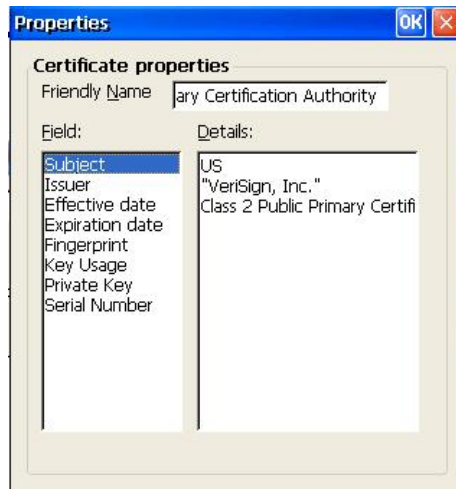 Properties
OK
Certificate properties
Friendly Name
ary Certification Authority
Field:
Details:
Subject
Issuer
Effective date
Expiration date
Fingerprint
Key Usage
Private Key
Serial Number
US
"VeriSign, Inc."
Class 2 Public Primary Certifi